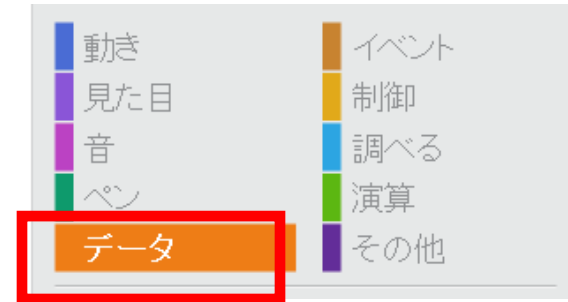 動き
見た目
音
ペン
データ
イベント
制御
調べる
演算
その他